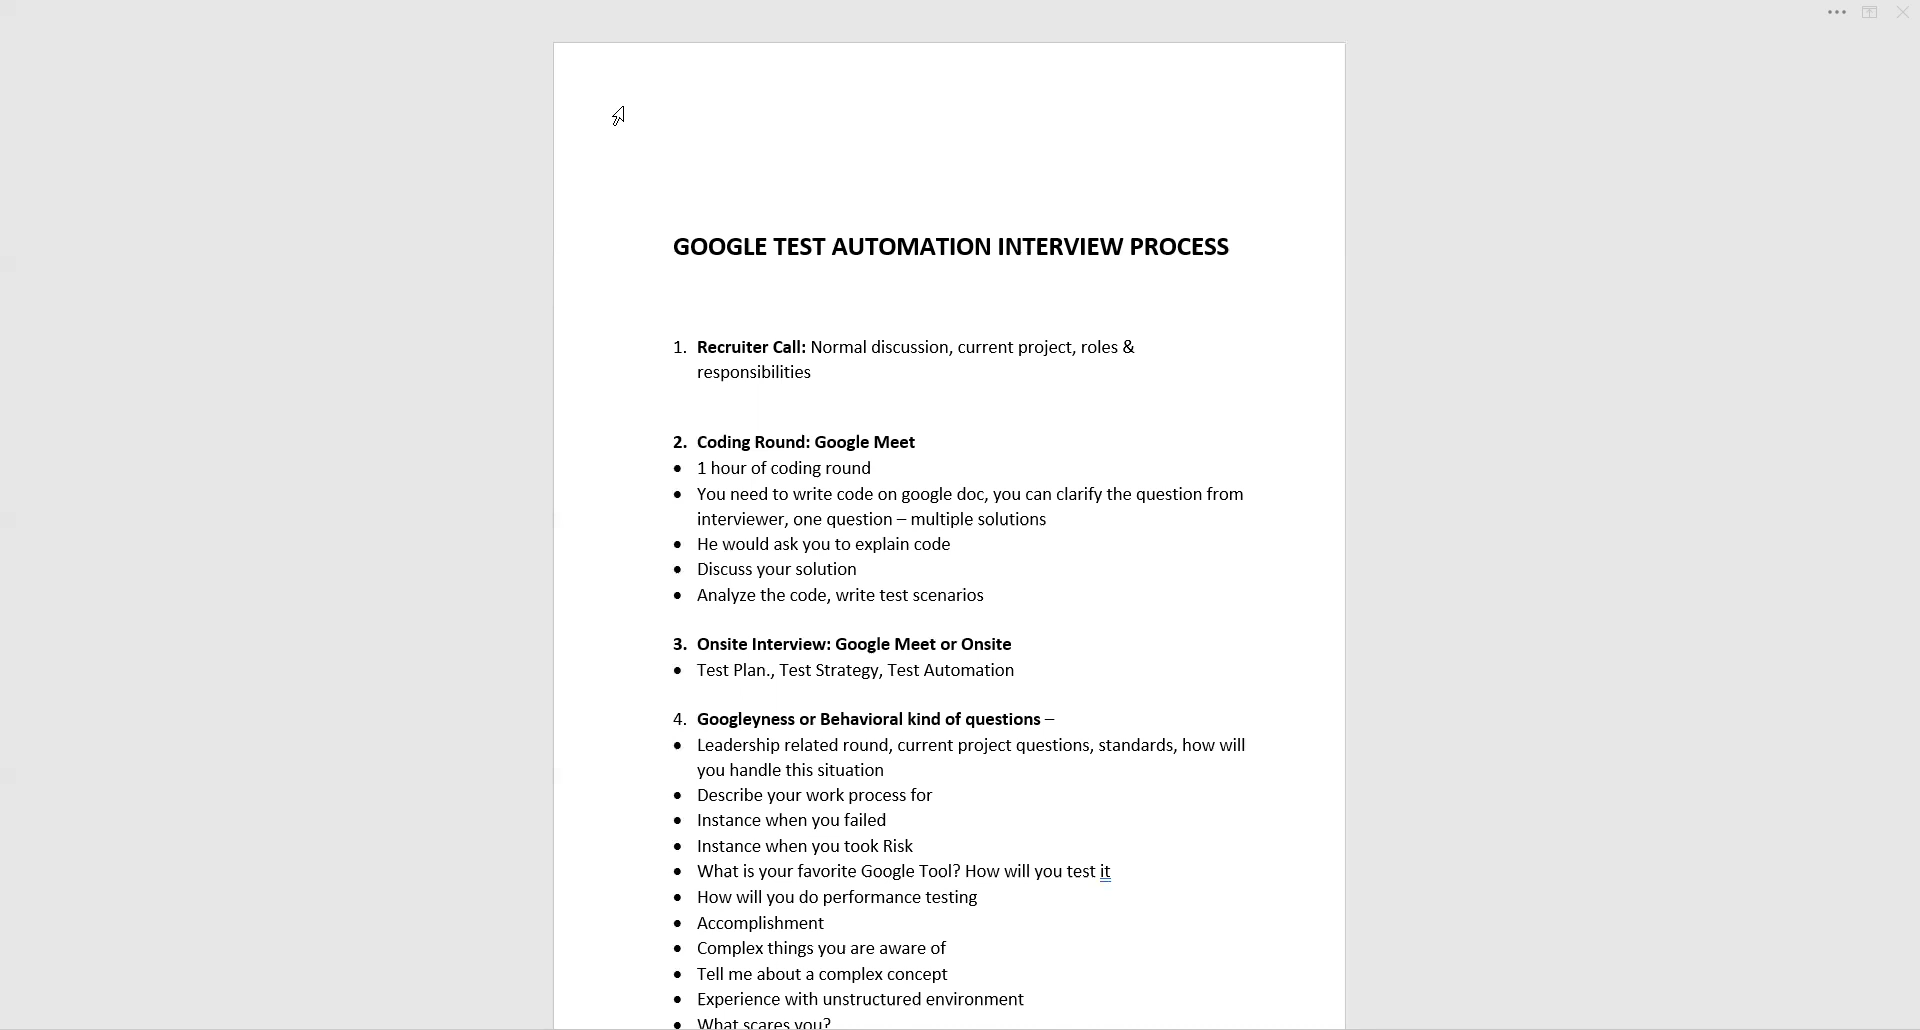 GOOGLE TEST AUTOMATION INTERVIEW PROCESS
1. Recruiter Call: Normal discussion, current project, roles &
responsibilities
2. Coding Round: Google Meet
• 1 hour of coding round
• You need to write code on google doc, you can clarify the question from
interviewer, one question – multiple solutions
• He would ask you to explain code
• Discuss your solution
• Analyze the code, write test scenarios
3. Onsite Interview: Google Meet or Onsite
• Test Plan., Test Strategy, Test Automation
4. Googleyness or Behavioral kind of questions –
• Leadership related round, current project questions, standards, how will
you handle this situation
• Describe your work process for
• Instance when you failed
• Instance when you took Risk
• What is your favorite Google Tool? How will you test it
• How will you do performance testing
• Accomplishment
• Complex things you are aware of
• Tell me about a complex concept
• Experience with unstructured environment
• What scares you?